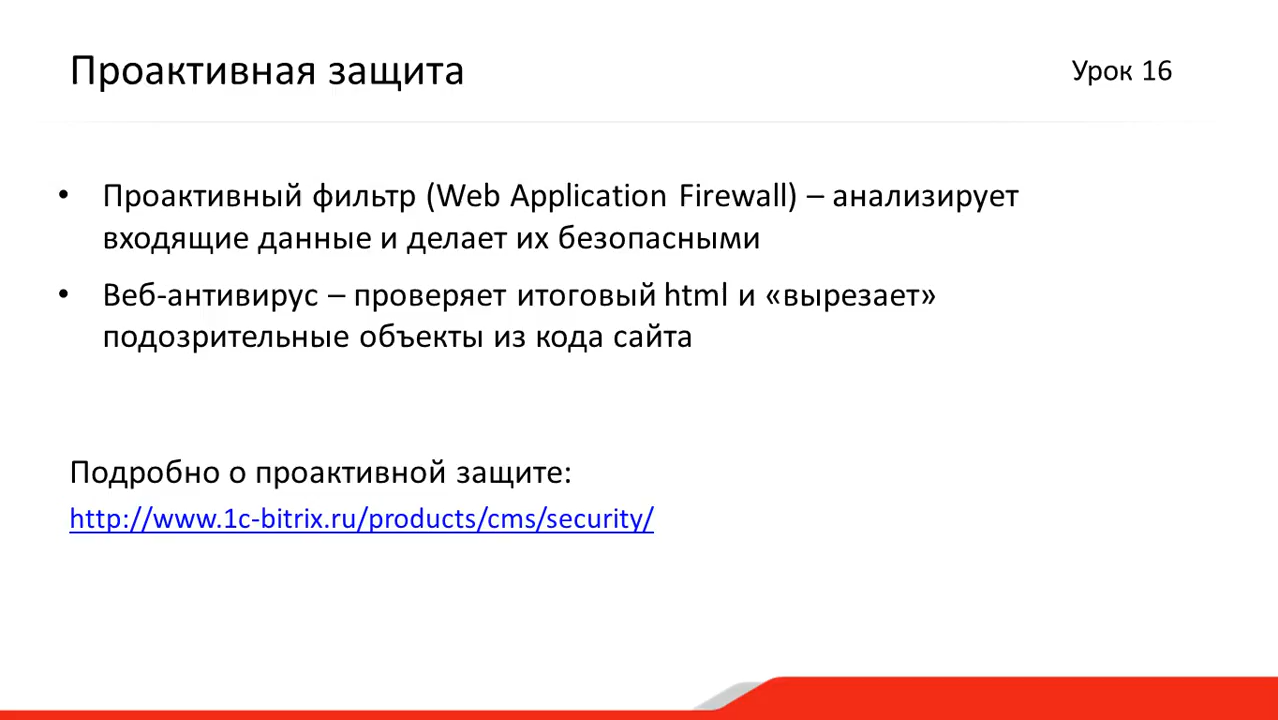 Проактивная защита
Урок 16
• Проактивный фильтр (Web Application Firewall) – анализирует
входящие данные и делает их безопасными
• Веб-антивирус – проверяет итоговый html и «вырезает»
подозрительные объекты из кода сайта
Подробно о проактивной защите:
http://www.1c-bitrix.ru/products/cms/security/